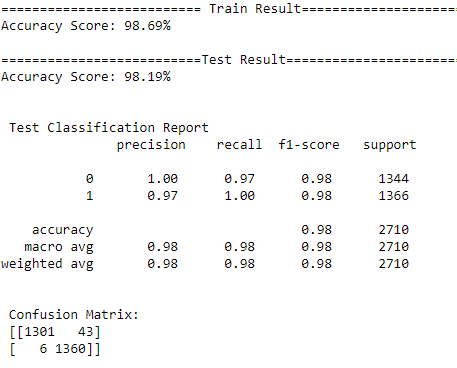 ========================== Train Result=====================
Accuracy Score: 98.69%
==========================Test Result=======================
Accuracy Score: 98.19%
Test Classification Report
precision recall f1-score support
0 1.00 0.97 0.98 1344
1 0.97 1.00 0.98 1366
accuracy 0.98 2710
macro avg 0.98 0.98 0.98 2710
weighted avg 0.98 0.98 0.98 2710
Confusion Matrix:
[[1301 43]
[ 6 1360]]